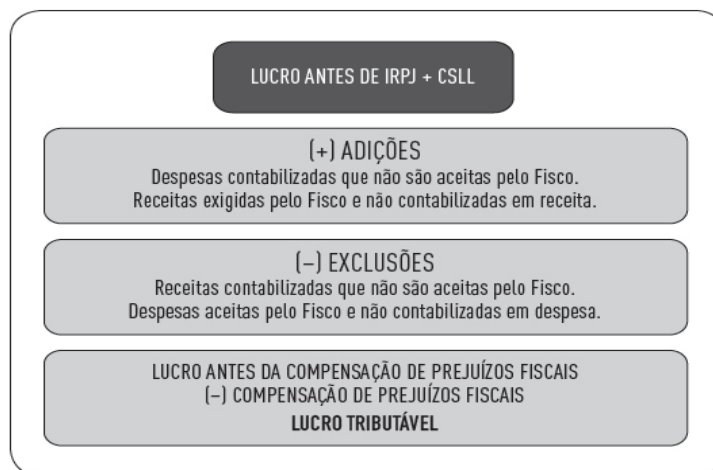 LUCRO ANTES DE IRPJ + CSLL
(+) ADIÇÕES
Despesas contabilizadas que não são aceitas pelo Fisco.
Receitas exigidas pelo Fisco e não contabilizadas em receita.
(–) EXCLUSÕES
Receitas contabilizadas que não são aceitas pelo Fisco.
Despesas aceitas pelo Fisco e não contabilizadas em despesa.
LUCRO ANTES DA COMPENSAÇÃO DE PREJUÍZOS FISCAIS
(–) COMPENSAÇÃO DE PREJUÍZOS FISCAIS
LUCRO TRIBUTÁVEL